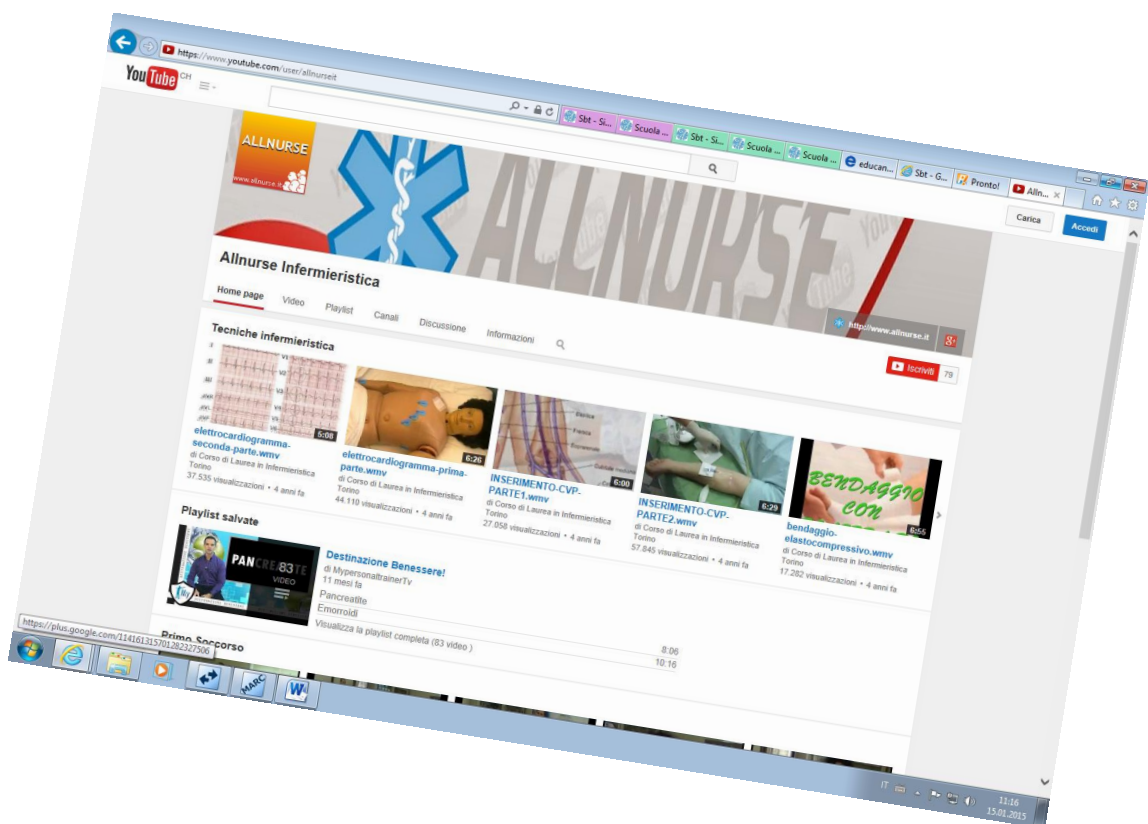 https://www.youtube.com/user/allnurseit
Sbt - Si...
Scuola ...
Sbt - Si...
Scuola ...
Scuola ...
educan...
Sbt - G...
Pronto!
Alln...
YouTube CH
Carica
Accedi
ALLNURSE
www.allnurse.it
ALLNURSE
http://www.allnurse.it
Allnurse Infermieristica
Iscriviti 79
Home page Video Playlist Canali Discussione Informazioni
Tecniche infermieristica
5:08
elettrocardiogramma-
seconda-parte.wmv
di Corso di Laurea in Infermieristica
Torino
37.535 visualizzazioni • 4 anni fa
6:26
elettrocardiogramma-prima-
parte.wmv
di Corso di Laurea in Infermieristica
Torino
44.110 visualizzazioni • 4 anni fa
6:00
INSERIMENTO-CVP-
PARTE1.wmv
di Corso di Laurea in Infermieristica
Torino
27.058 visualizzazioni • 4 anni fa
6:29
INSERIMENTO-CVP-
PARTE2.wmv
di Corso di Laurea in Infermieristica
Torino
57.845 visualizzazioni • 4 anni fa
BENDAGGIO
CON
6:55
bendaggio-
elastocompressivo.wmv
di Corso di Laurea in Infermieristica
Torino
17.282 visualizzazioni • 4 anni fa
Playlist salvate
PANCREATITE
83
VIDEO
Destinazione Benessere!
di MypersonaltrainerTv
11 mesi fa
Pancreatite 8:06
Emorroidi 10:16
Visualizza la playlist completa (83 video )
Primo Soccorso
https://plus.google.com/114161315701282327506
MARC
IT
11:16
15.01.2015